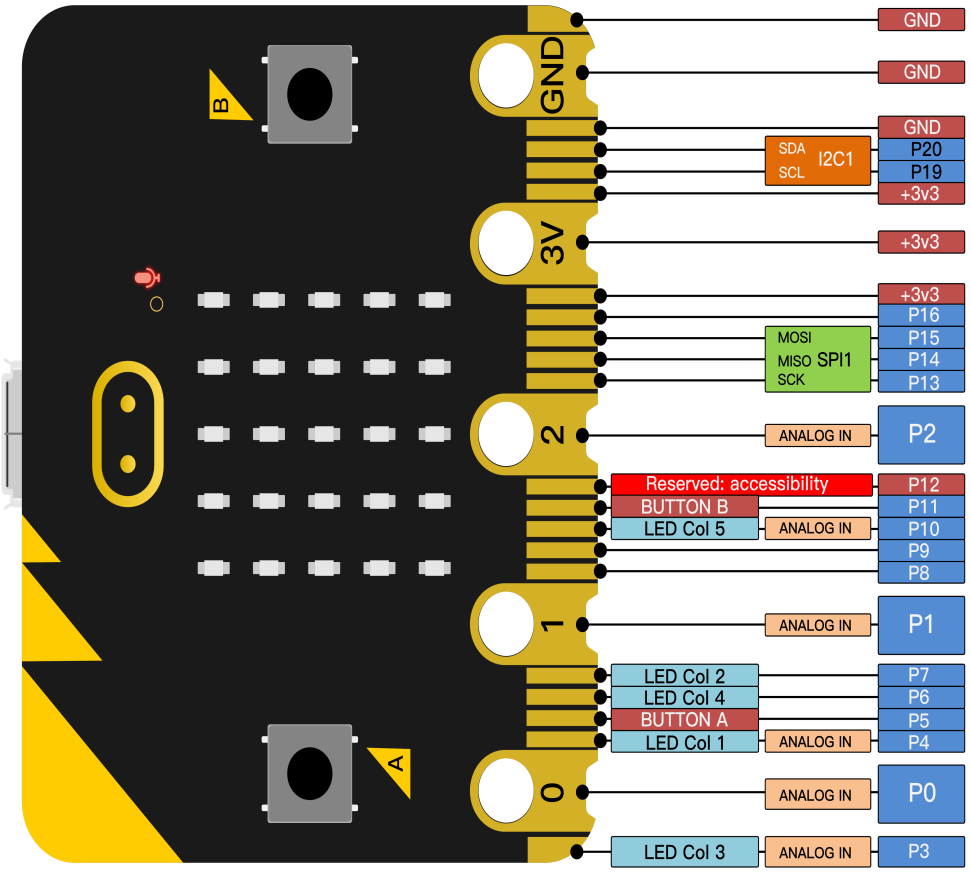 GND
GND
GND
B
GND
SDA
I2C1
P20
SCL
P19
+3v3
3V
+3v3
+3v3
P16
MOSI
P15
MISO
SPI1
P14
SCK
P13
2
ANALOG IN
P2
Reserved: accessibility
P12
BUTTON B
P11
LED Col 5
ANALOG IN
P10
P9
P8
1
ANALOG IN
P1
LED Col 2
P7
LED Col 4
P6
BUTTON A
P5
LED Col 1
ANALOG IN
P4
A
0
ANALOG IN
P0
LED Col 3
ANALOG IN
P3